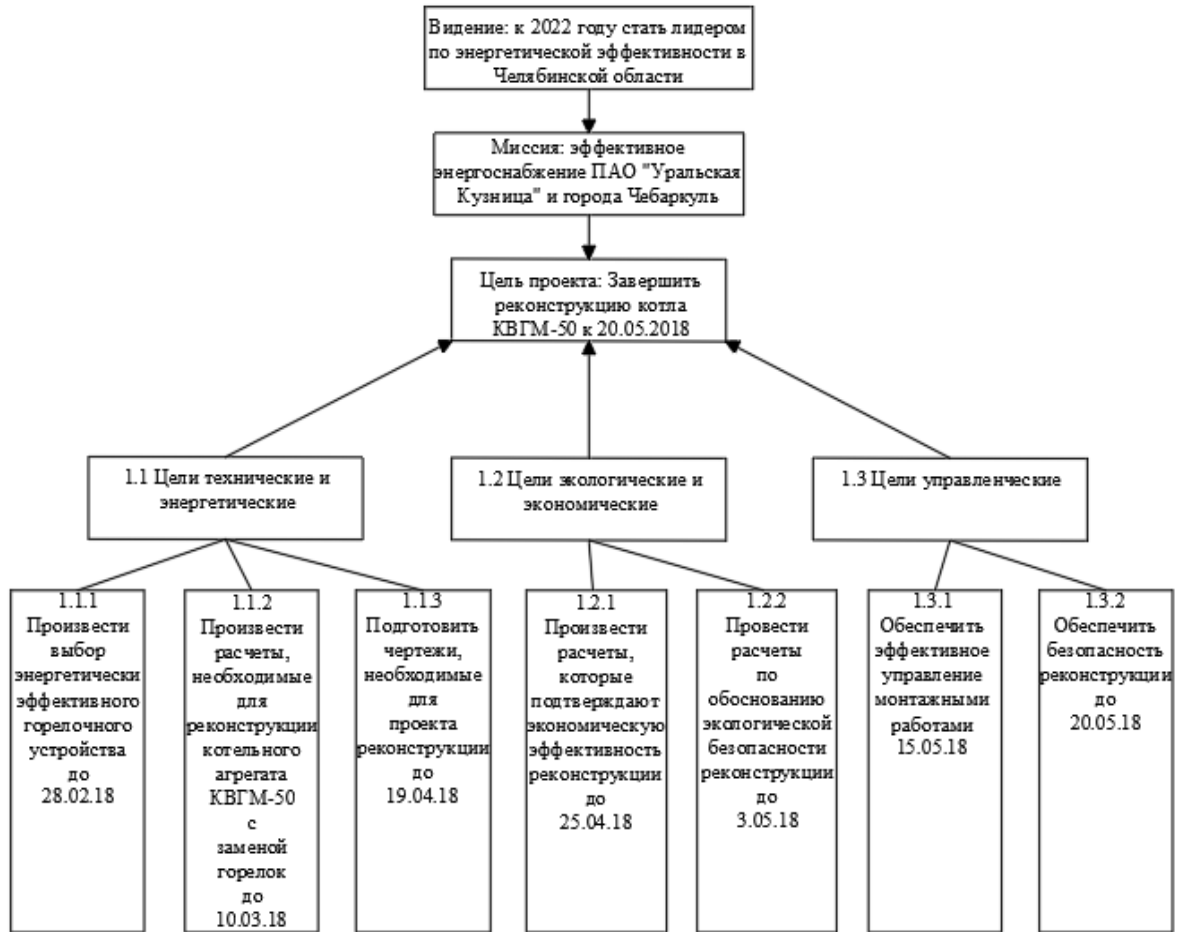 Видение: к 2022 году стать лидером
по энергетической эффективности в
Челябинской области
Миссия: эффективное
энергоснабжение ПАО "Уральская
Кузница" и города Чебаркуль
Цель проекта: Завершить
реконструкцию котла
КВГМ-50 к 20.05.2018
1.1 Цели технические и
энергетические
1.2 Цели экологические и
экономические
1.3 Цели управленческие
1.1.1
Произвести
выбор
энергетически
эффективного
горелочного
устройства
до
28.02.18
1.1.2
Произвести
расчеты,
необходимые
для
реконструкции
котельного
агрегата
КВГМ-50
с
заменой
горелок
до
10.03.18
1.1.3
Подготовить
чертежи,
необходимые
для
проекта
реконструкции
до
19.04.18
1.2.1
Произвести
расчеты,
которые
подтверждают
экономическую
эффективность
реконструкции
до
25.04.18
1.2.2
Провести
расчеты
по
обоснованию
экологической
безопасности
реконструкции
до
3.05.18
1.3.1
Обеспечить
эффективное
управление
монтажными
работами
15.05.18
1.3.2
Обеспечить
безопасность
реконструкции
до
20.05.18